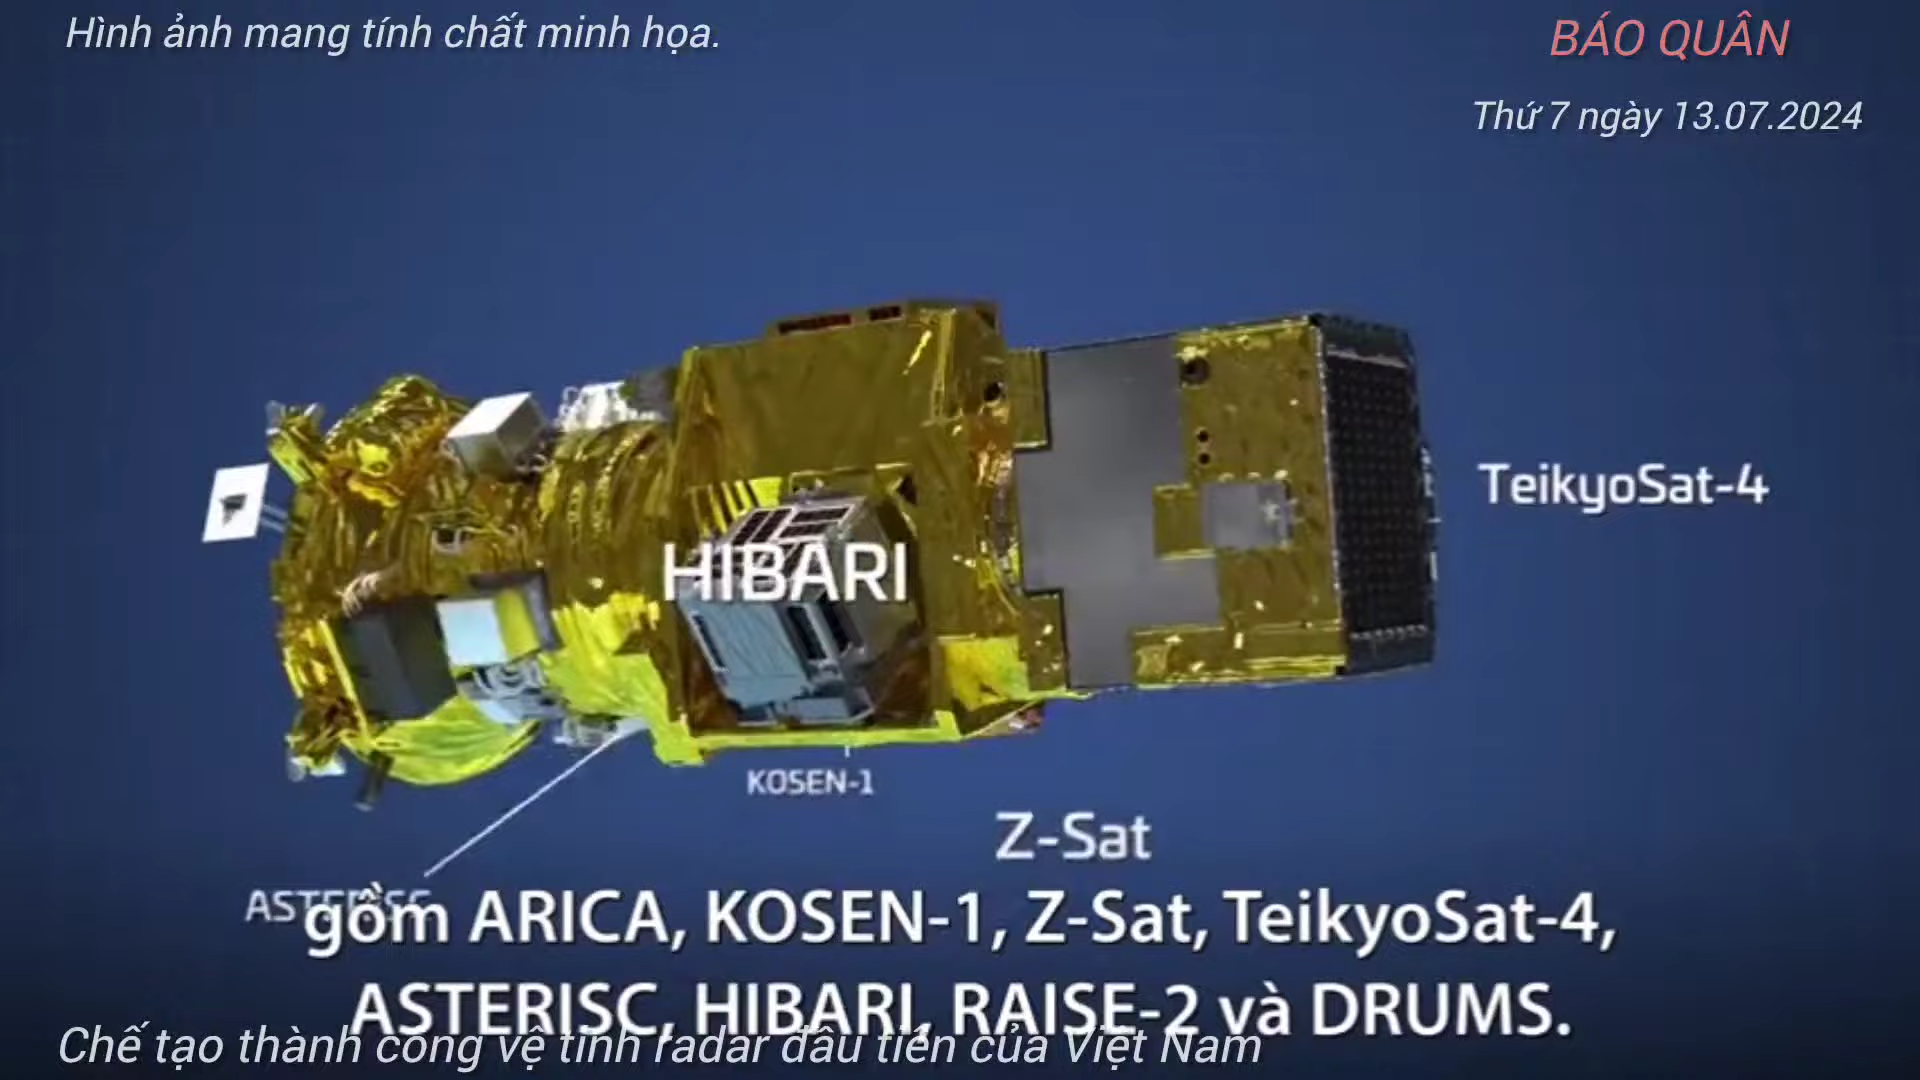 Hình ảnh mang tính chất minh họa.
BÁO QUÂN
Thứ 7 ngày 13.07.2024
TeikyoSat-4
HIBARI
KOSEN-1
Z-Sat
ASTERISC
gồm ARICA, KOSEN-1, Z-Sat, TeikyoSat-4,
ASTERISC, HIBARI, RAISE-2 và DRUMS.
Chế tạo thành công vệ tinh radar đầu tiên của Việt Nam